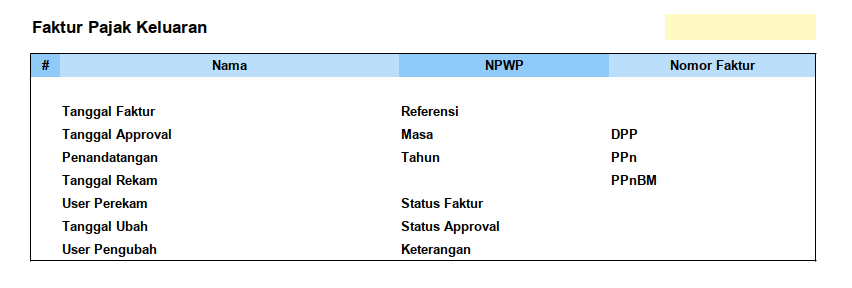 Faktur Pajak Keluaran
# Nama NPWP Nomor Faktur
Tanggal Faktur Referensi
Tanggal Approval Masa DPP
Penandatangan Tahun PPn
Tanggal Rekam PPnBM
User Perekam Status Faktur
Tanggal Ubah Status Approval
User Pengubah Keterangan